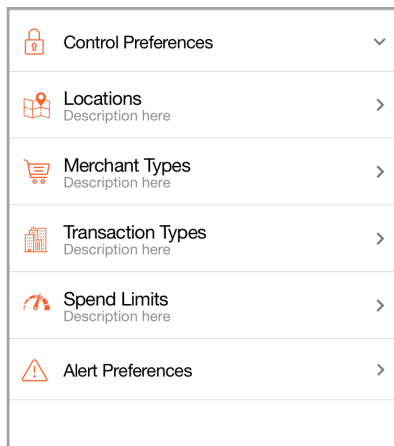 Control Preferences
Locations
Description here
Merchant Types
Description here
Transaction Types
Description here
Spend Limits
Description here
Alert Preferences